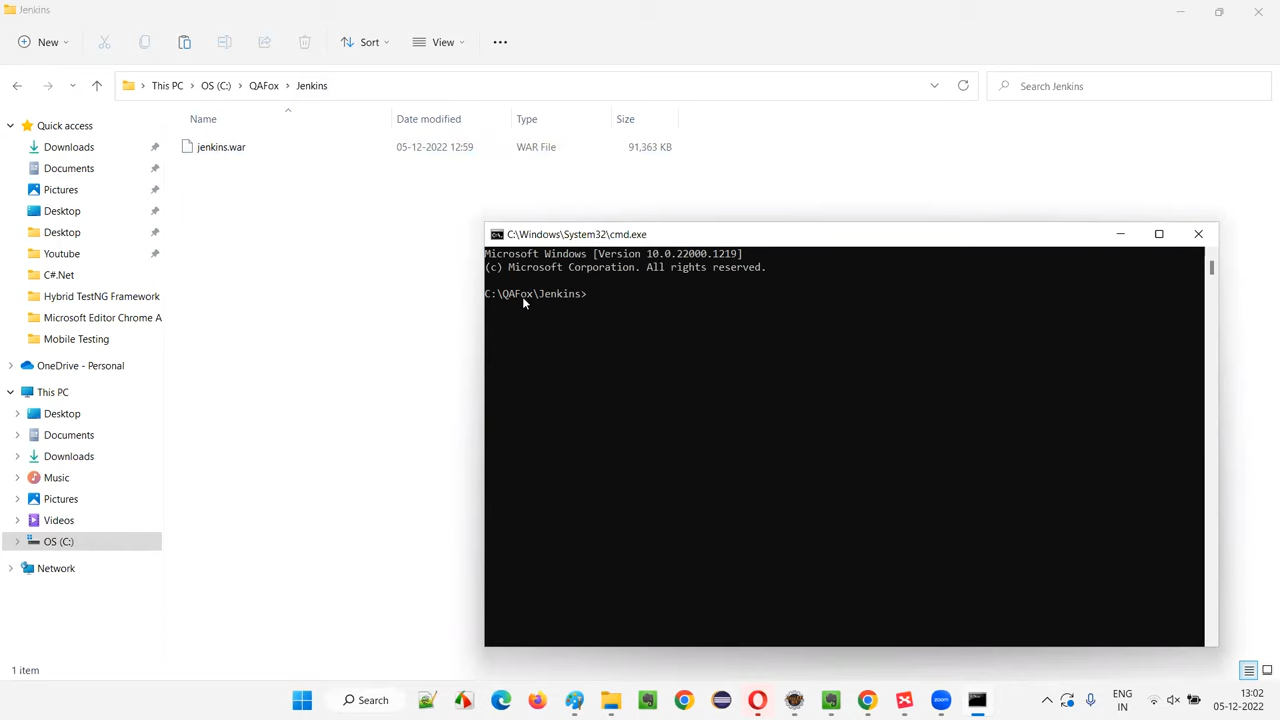 Jenkins
New
Sort
View
This PC > OS (C:) > QAFox > Jenkins
Search Jenkins
Name
Date modified
Type
Size
jenkins.war
05-12-2022 12:59
WAR File
91,363 KB
Quick access
Downloads
Documents
Pictures
Desktop
Desktop
Youtube
C#.Net
Hybrid TestNG Framework
Microsoft Editor Chrome A
Mobile Testing
OneDrive - Personal
This PC
Desktop
Documents
Downloads
Music
Pictures
Videos
OS (C:)
Network
1 item
C:\Windows\System32\cmd.exe
Microsoft Windows [Version 10.0.22000.1219]
(c) Microsoft Corporation. All rights reserved.
C:\QAFox\Jenkins>
Search
zoom
ENG
IN
13:02
05-12-2022